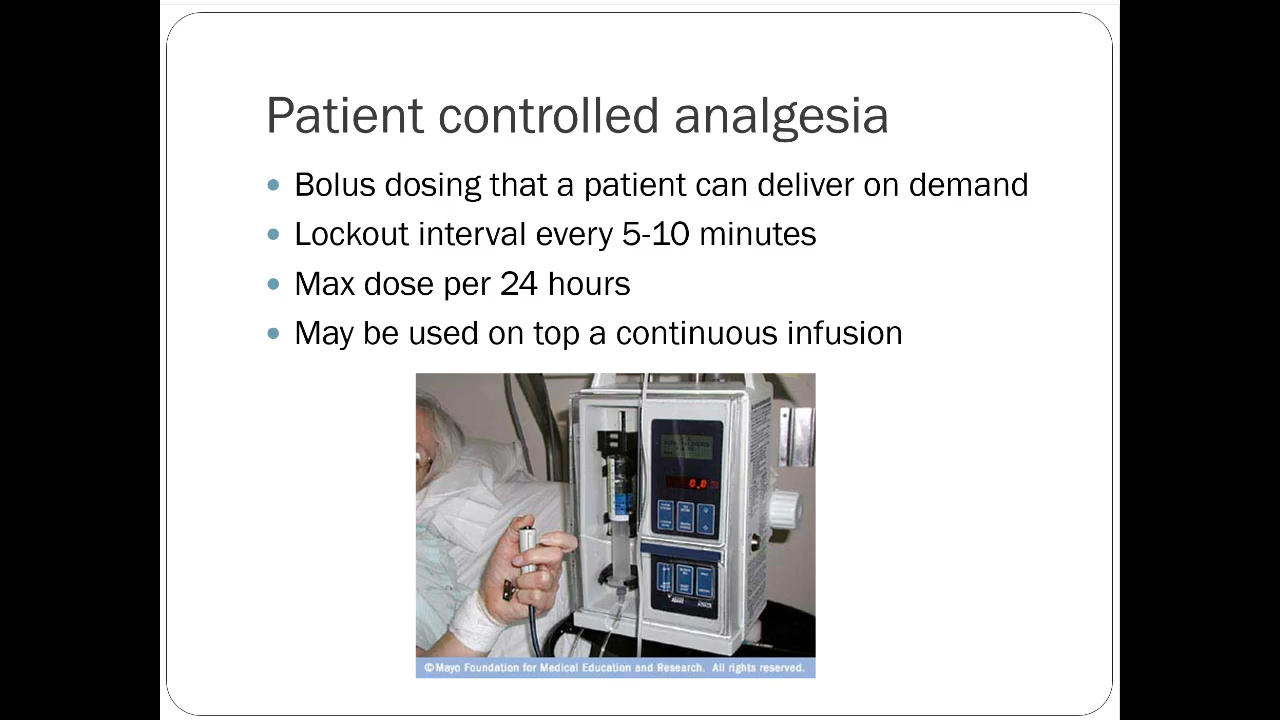 Patient controlled analgesia
Bolus dosing that a patient can deliver on demand
Lockout interval every 5-10 minutes
Max dose per 24 hours
May be used on top a continuous infusion
0.0
©Mayo Foundation for Medical Education and Research. All rights reserved.